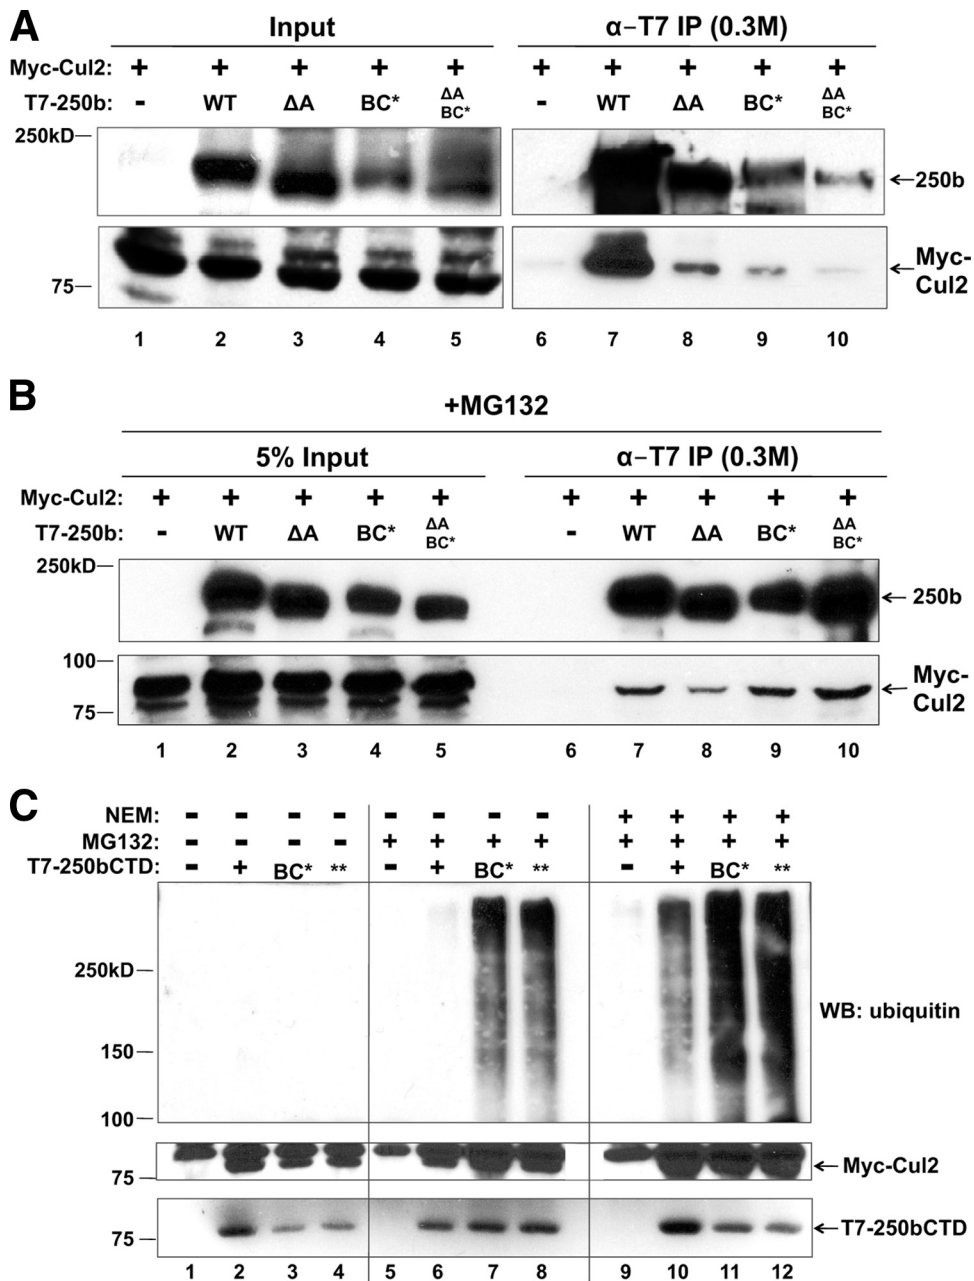 A
Input
α–T7 IP (0.3M)
Myc-Cul2: + + + + + + + + + +
T7-250b: - WT ΔA BC* ΔA BC* - WT ΔA BC* ΔA BC*
250kD
250b
75
Myc-Cul2
1 2 3 4 5 6 7 8 9 10
B
+MG132
5% Input
α–T7 IP (0.3M)
Myc-Cul2: + + + + + + + + + +
T7-250b: - WT ΔA BC* ΔA BC* - WT ΔA BC* ΔA BC*
250kD
250b
100
75
Myc-Cul2
1 2 3 4 5 6 7 8 9 10
C
NEM: - - - - - - - - + + + +
MG132: - - - - + + + + + + + +
T7-250bCTD: - + BC* ** - + BC* ** - + BC* **
250kD
WB: ubiquitin
150
100
Myc-Cul2
75
T7-250bCTD
75
1 2 3 4 5 6 7 8 9 10 11 12